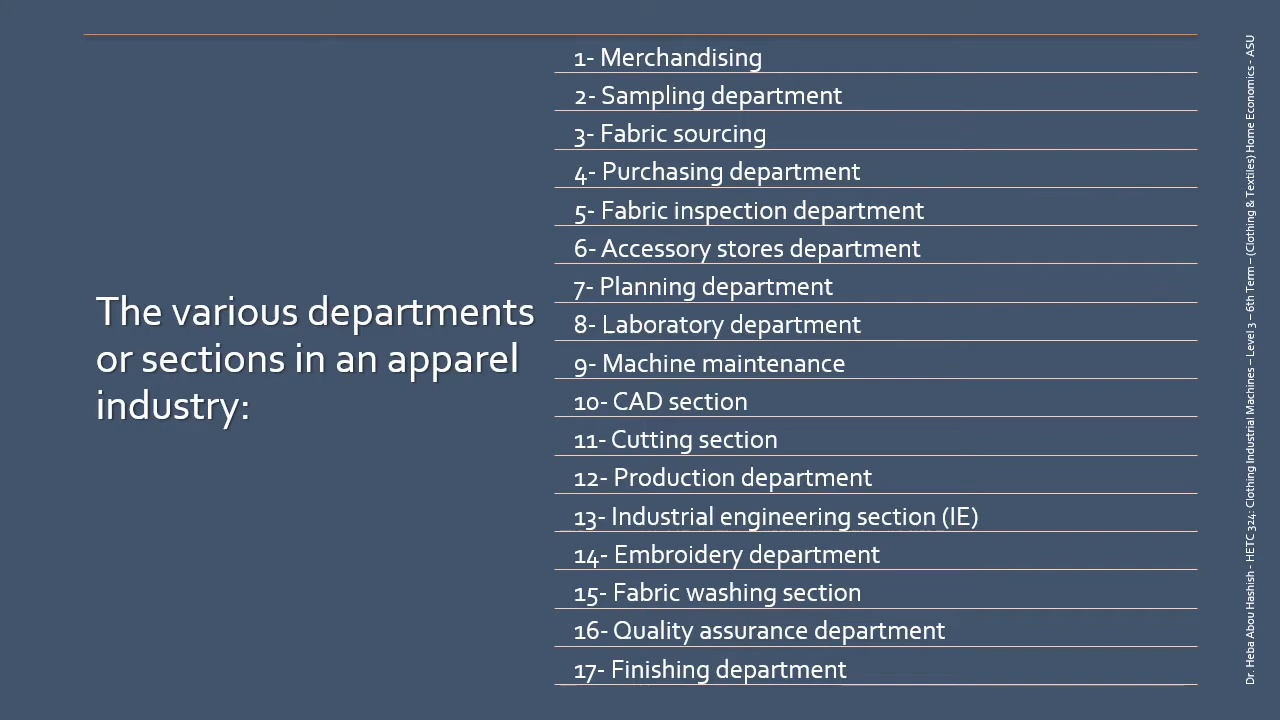 The various departments
or sections in an apparel
industry:
1- Merchandising
2- Sampling department
3- Fabric sourcing
4- Purchasing department
5- Fabric inspection department
6- Accessory stores department
7- Planning department
8- Laboratory department
9- Machine maintenance
10- CAD section
11- Cutting section
12- Production department
13- Industrial engineering section (IE)
14- Embroidery department
15- Fabric washing section
16- Quality assurance department
17- Finishing department
Dr. Heba Abou Hashish - HETC 324: Clothing Industrial Machines – Level 3 – 6th Term – (Clothing & Textiles) Home Economics - ASU